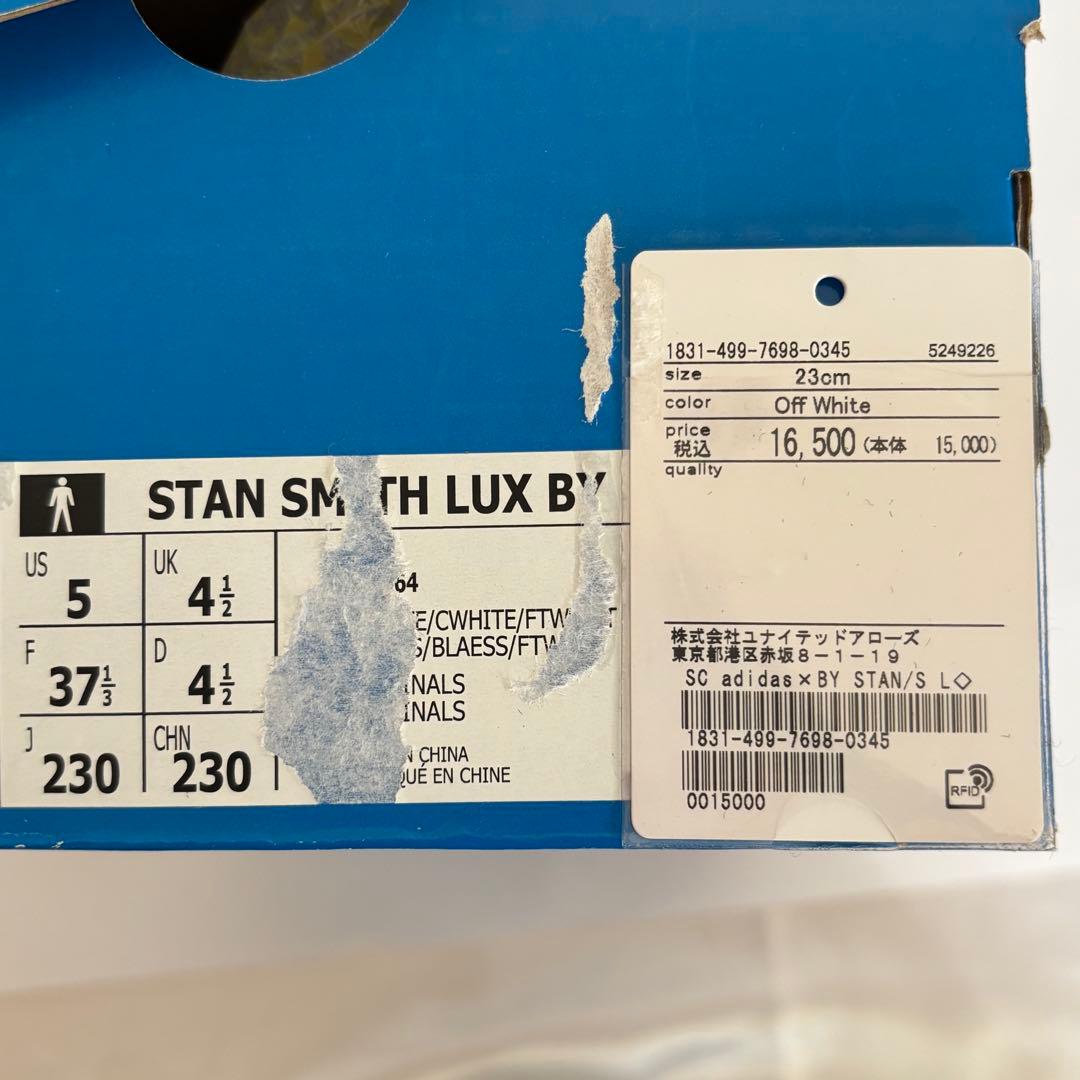 STAN SM TH LUX BY
US 5
UK 4½
F 37⅓
D 4½
J 230
CHN 230
64
E/CWHITE/FTW T
S/BLAESS/FTW
INALS
INALS
N CHINA
QUÉ EN CHINE
1831-499-7698-0345 5249226
size 23cm
color Off White
price
税込 16,500 (本体 15,000)
quality
株式会社ユナイテッドアローズ
東京都港区赤坂8-1-19
SC adidas×BY STAN/S L◇
1831-499-7698-0345
0015000
RFID